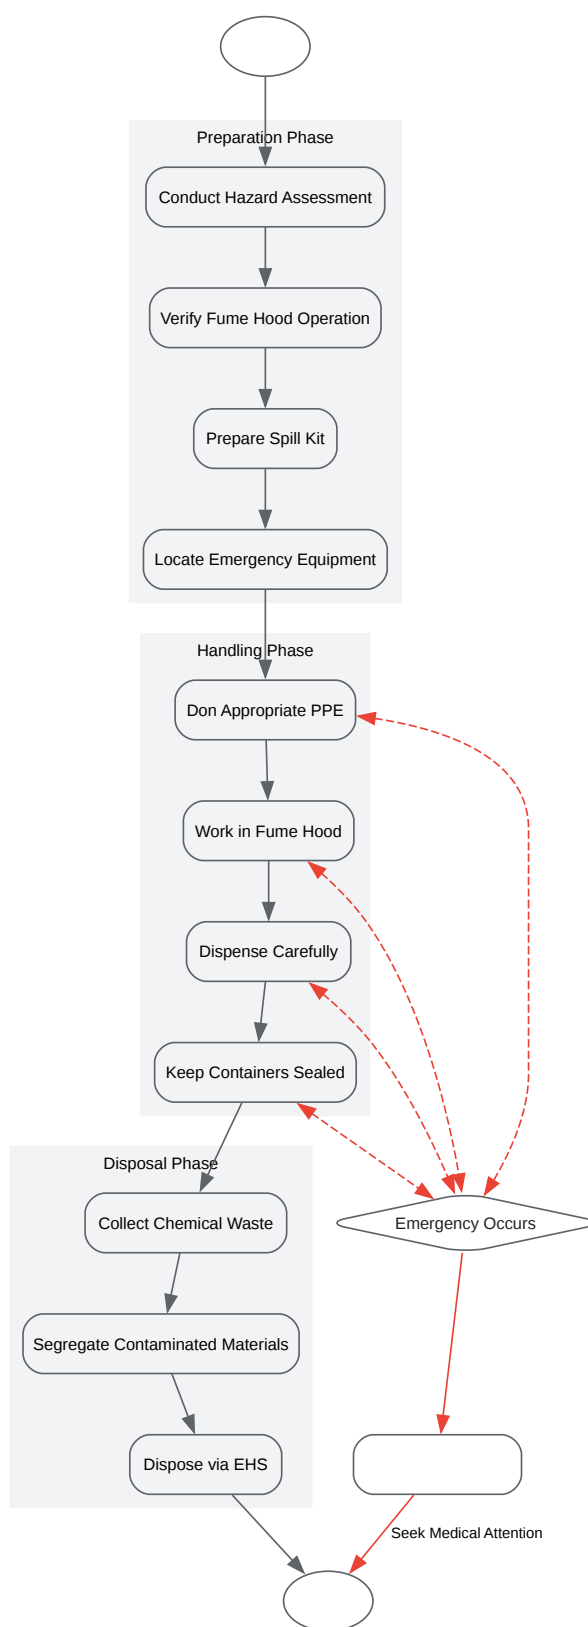 Preparation Phase
Conduct Hazard Assessment
Verify Fume Hood Operation
Prepare Spill Kit
Locate Emergency Equipment
Handling Phase
Don Appropriate PPE
Work in Fume Hood
Dispense Carefully
Keep Containers Sealed
Disposal Phase
Collect Chemical Waste
Emergency Occurs
Segregate Contaminated Materials
Dispose via EHS
Seek Medical Attention